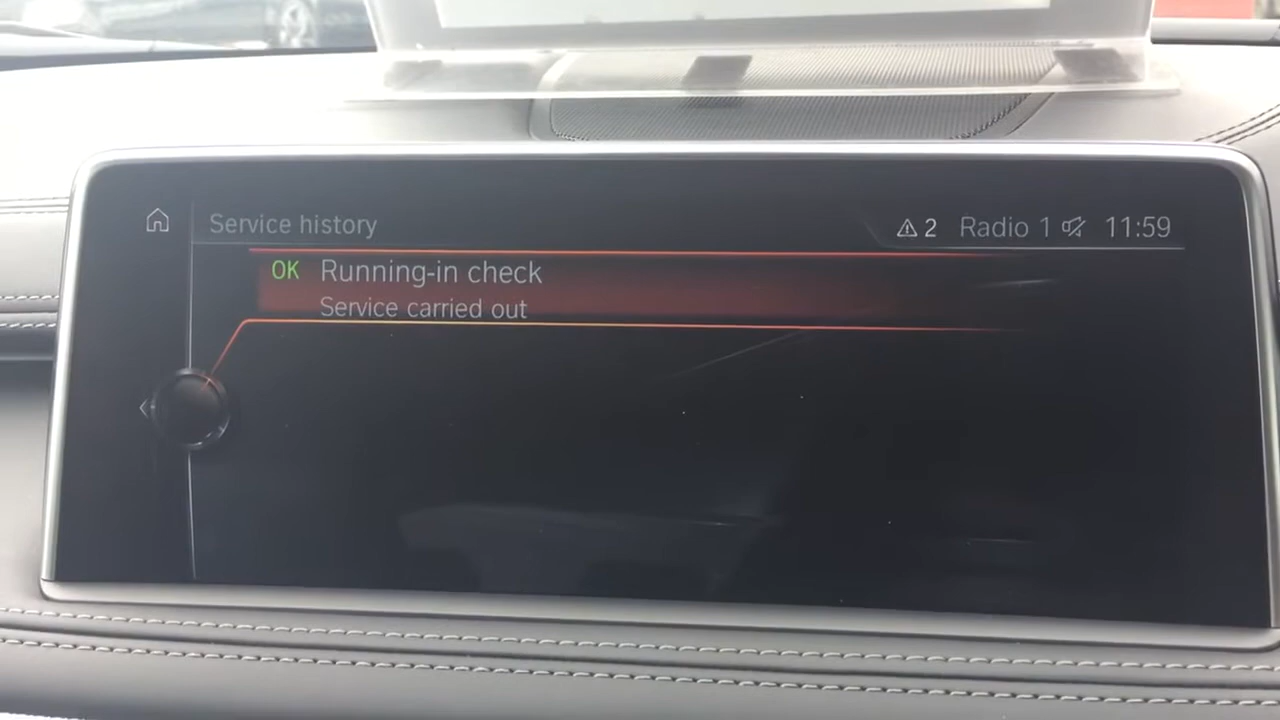 Service history
2 Radio 1 11:59
OK Running-in check
Service carried out